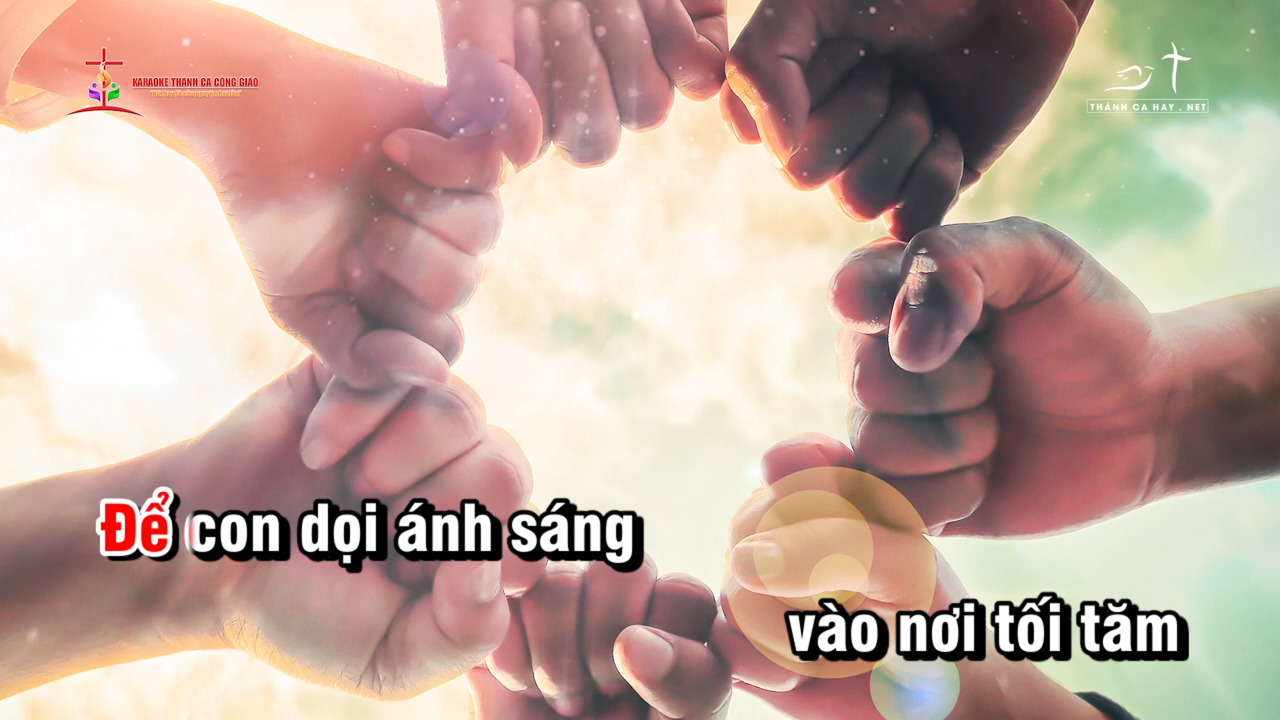 KARAOKE THÁNH CA CÔNG GIÁO
THÁNH CA HAY . NET
Để con dọi ánh sáng
vào nơi tối tăm